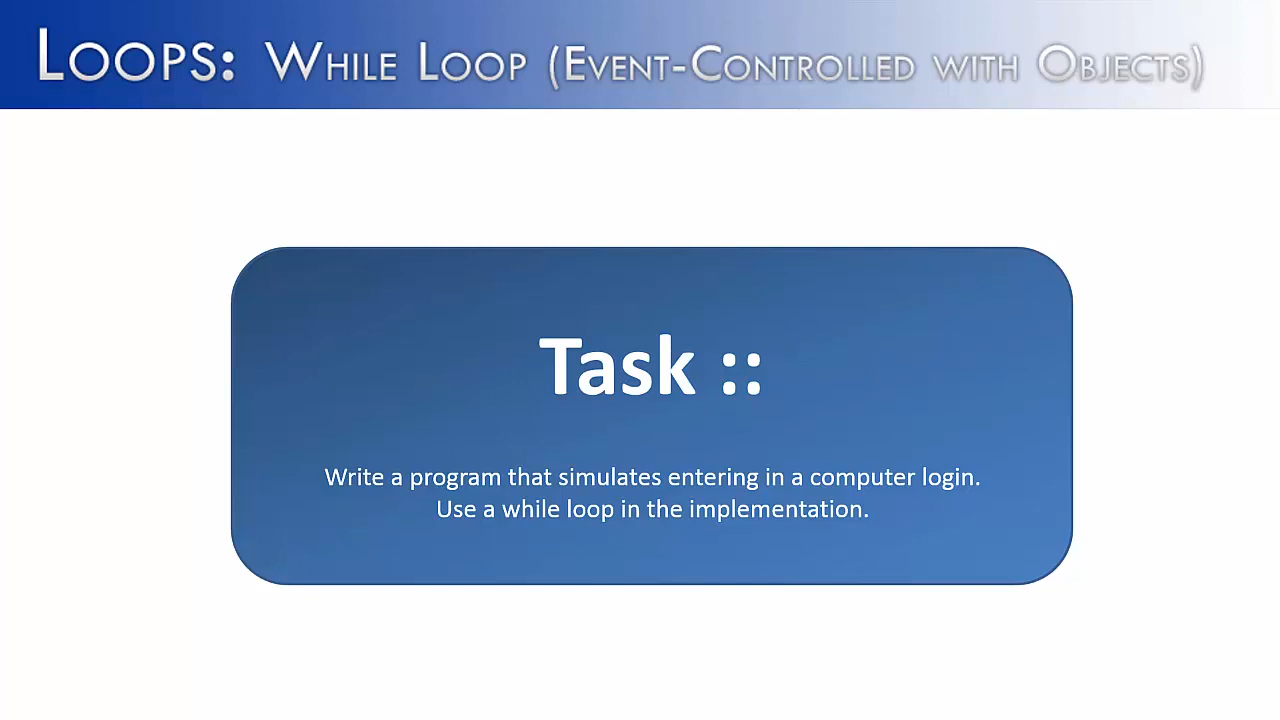 Loops: While Loop (Event-Controlled with Objects)
Task ::
Write a program that simulates entering in a computer login.
Use a while loop in the implementation.